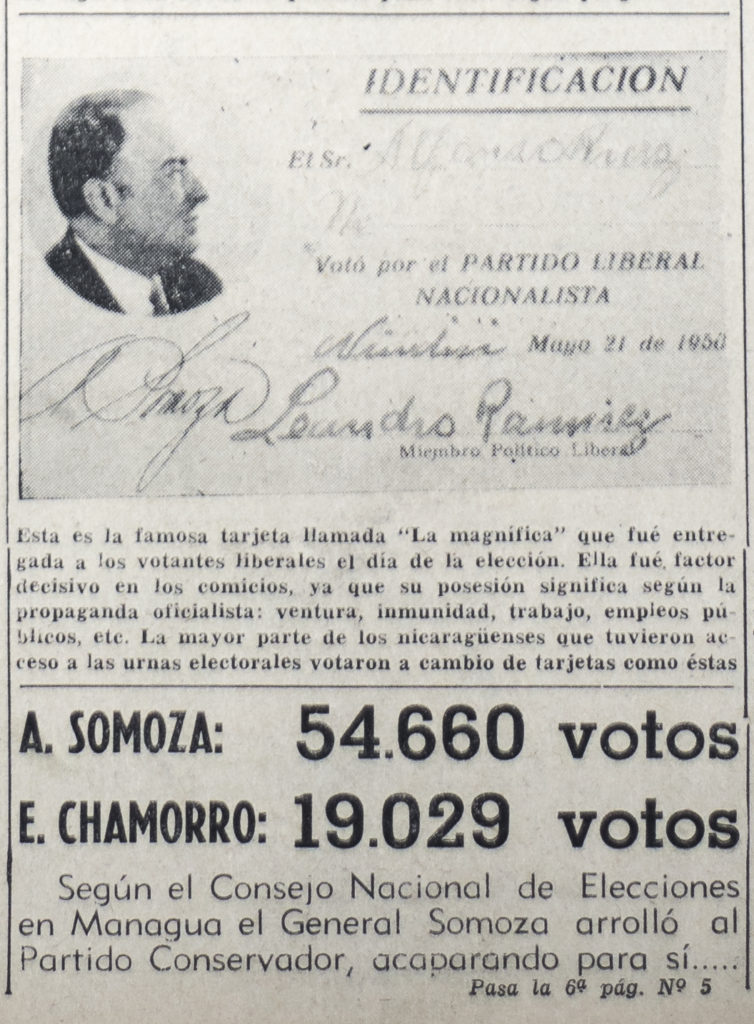 IDENTIFICACION
El Sr. Alfonso
Votó por el PARTIDO LIBERAL
NACIONALISTA
Mayo 21 de 1950
A Somoza
Leandro Ramirez
Miembro Político Liberal
Esta es la famosa tarjeta llamada “La magnífica” que fué entre-
gada a los votantes liberales el día de la elección. Ella fué factor
decisivo en los comicios, ya que su posesión significa según la
propaganda oficialista: ventura, inmunidad, trabajo, empleos pú-
blicos, etc. La mayor parte de los nicaragüenses que tuvieron ac-
ceso a las urnas electorales votaron a cambio de tarjetas como éstas
A. SOMOZA: 54.660 votos
E. CHAMORRO: 19.029 votos
Según el Consejo Nacional de Elecciones
en Managua el General Somoza arrolló al
Partido Conservador, acaparando para sí.....
Pasa la 6ª pág. Nº 5